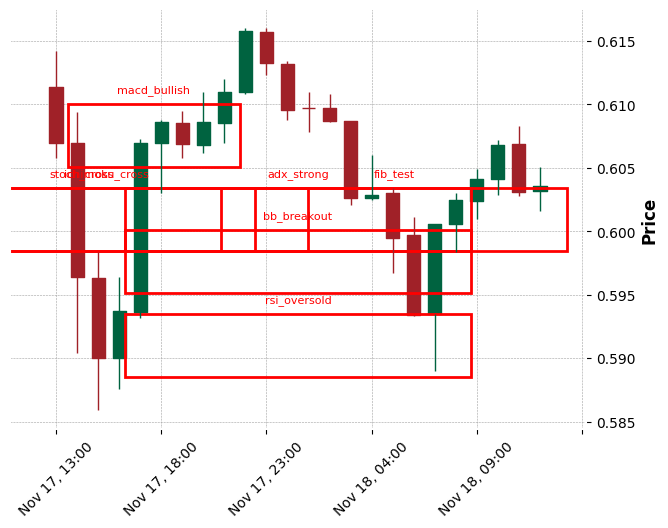 0.615
macd_bullish
0.610
0.605
adx_strong
fib_test
bb_breakout
0.600
Price
rsi_oversold
0.595
0.590
0.585
Nov 17, 13:00
Nov 17, 18:00
Nov 17, 23:00
Nov 18, 04:00
Nov 18, 09:00